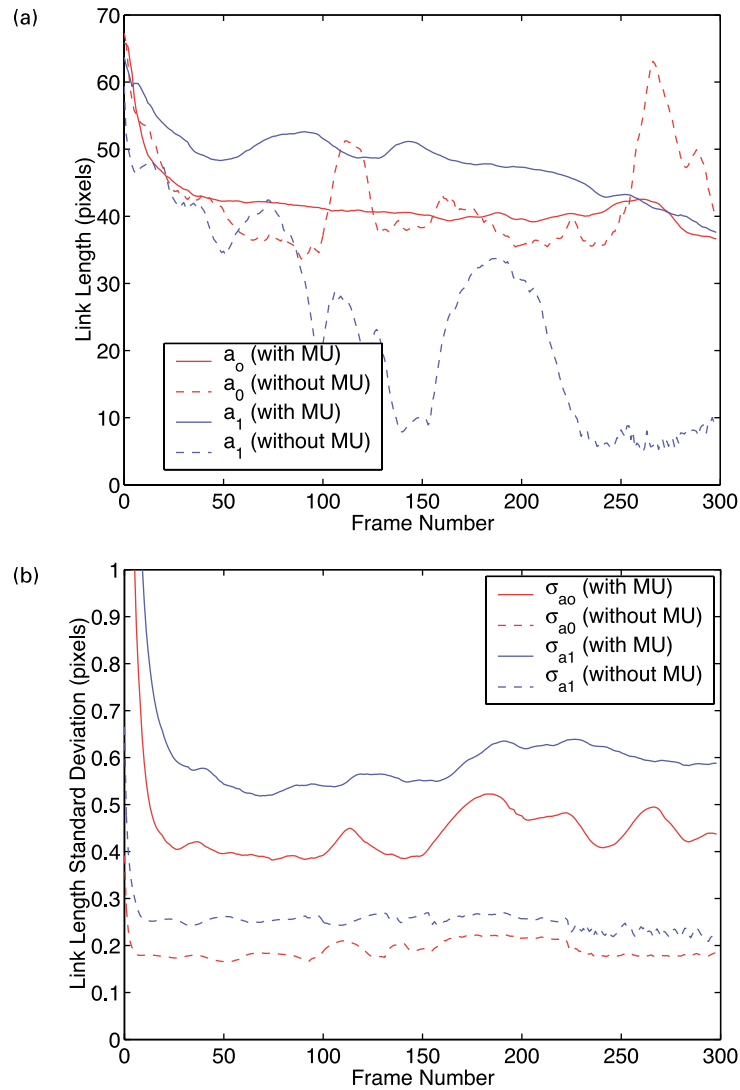 (a)
70
60
50
40
30
20
10
0
Link Length (pixels)
a_o (with MU)
a_0 (without MU)
a_1 (with MU)
a_1 (without MU)
0 50 100 150 200 250 300
Frame Number
(b)
1
0.9
0.8
0.7
0.6
0.5
0.4
0.3
0.2
0.1
0
Link Length Standard Deviation (pixels)
σ_ao (with MU)
σ_a0 (without MU)
σ_a1 (with MU)
σ_a1 (without MU)
0 50 100 150 200 250 300
Frame Number